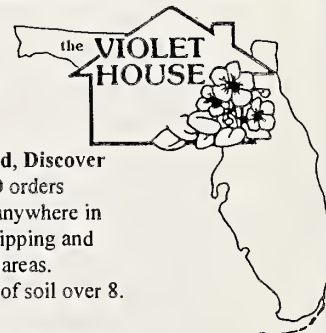 the VIOLET
HOUSE
d, Discover
orders
anywhere in
ipping and
areas.
of soil over 8.